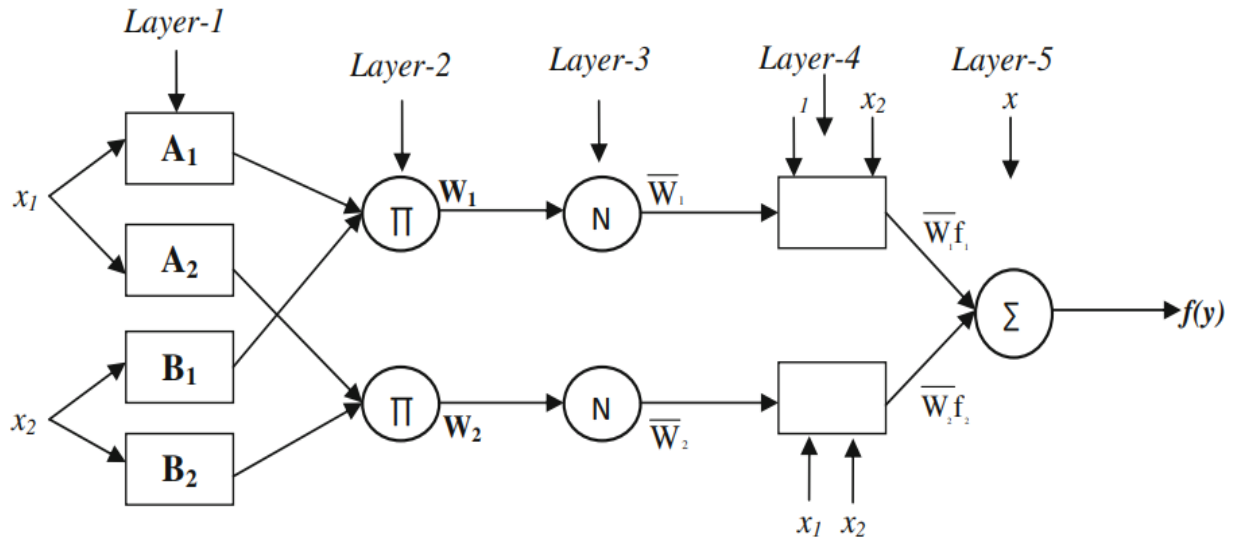 Layer-1
Layer-2 Layer-3 Layer-4 Layer-5
1 x₂ x
A₁
x₁ W₁ W̅₁
∏ N
W̅₁f₁
A₂
∑ f(y)
B₁
W̅₂f₂
x₂ ∏ N
W₂ W̅₂
B₂
x₁ x₂